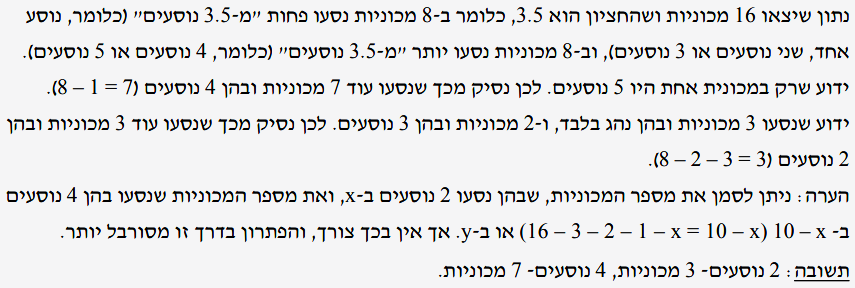 נתון שיצאו 16 מכוניות ושהחציון הוא 3.5, כלומר ב-8 מכוניות נסעו פחות "מ-3.5 נוסעים" (כלומר, נוסע
אחד, שני נוסעים או 3 נוסעים), וב-8 מכוניות נסעו יותר "מ-3.5 נוסעים" (כלומר, 4 נוסעים או 5 נוסעים).
ידוע שרק במכונית אחת היו 5 נוסעים. לכן נסיק מכך שנסעו עוד 7 מכוניות ובהן 4 נוסעים (8 – 1 = 7).
ידוע שנסעו 3 מכוניות ובהן נהג בלבד, ו-2 מכוניות ובהן 3 נוסעים. לכן נסיק מכך שנסעו עוד 3 מכוניות ובהן
2 נוסעים (8 – 2 – 3 = 3).
הערה: ניתן לסמן את מספר המכוניות, שבהן נסעו 2 נוסעים ב-x, ואת מספר המכוניות שנסעו בהן 4 נוסעים
ב- 10 – x (16 – 3 – 2 – 1 – x = 10 – x) או ב-y. אך אין בכך צורך, והפתרון בדרך זו מסורבל יותר.
תשובה: 2 נוסעים- 3 מכוניות, 4 נוסעים- 7 מכוניות.